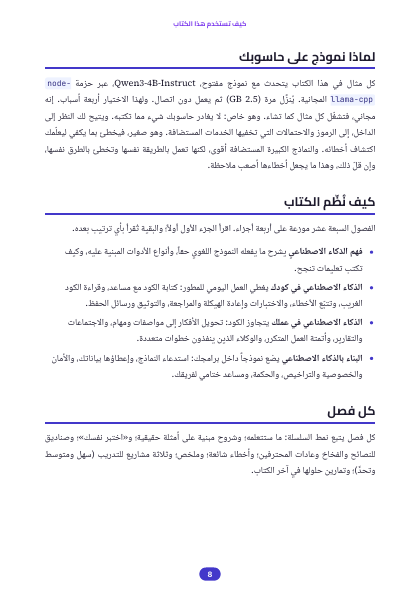 كيف تستخدم هذا الكتاب
لماذا نموذج على حاسوبك
كل مثال في هذا الكتاب يتحدث مع نموذج مفتوح، Qwen3-4B-Instruct، عبر حزمة node-
llama-cpp المجانية. يُنزَّل مرة (2.5 GB) ثم يعمل دون اتصال. ولهذا الاختيار أربعة أسباب. إنه
مجاني، فتشغّل كل مثال كما تشاء. وهو خاص: لا يغادر حاسوبك شيء مما تكتبه. ويتيح لك النظر إلى
الداخل، إلى الرموز والاحتمالات التي تخفيها الخدمات المستضافة. وهو صغير، فيخطئ بما يكفي ليعلّمك
اكتشاف أخطائه. والنماذج الكبيرة المستضافة أقوى، لكنها تعمل بالطريقة نفسها وتخطئ بالطرق نفسها،
وإن قلّ ذلك، وهذا ما يجعل أخطاءها أصعب ملاحظة.
كيف نُظّم الكتاب
الفصول السبعة عشر موزعة على أربعة أجزاء. اقرأ الجزء الأول أولاً؛ والبقية تُقرأ بأي ترتيب بعده.
• فهم الذكاء الاصطناعي يشرح ما يفعله النموذج اللغوي حقاً، وأنواع الأدوات المبنية عليه، وكيف
تكتب تعليمات تنجح.
• الذكاء الاصطناعي في كودك يغطي العمل اليومي للمطور: كتابة الكود مع مساعد، وقراءة الكود
الغريب، وتتبّع الأخطاء، والاختبارات وإعادة الهيكلة والمراجعة، والتوثيق ورسائل الحفظ.
• الذكاء الاصطناعي في عملك يتجاوز الكود: تحويل الأفكار إلى مواصفات ومهام، والاجتماعات
والتقارير، وأتمتة العمل المتكرر، والوكلاء الذين ينفذون خطوات متعددة.
• البناء بالذكاء الاصطناعي يضع نموذجاً داخل برامجك: استدعاء النماذج، وإعطاؤها بياناتك، والأمان
والخصوصية والتراخيص، والحكمة، ومساعد ختامي لفريقك.
كل فصل
كل فصل يتبع نمط السلسلة: ما ستتعلمه؛ وشروح مبنية على أمثلة حقيقية؛ و«اختبر نفسك»؛ وصناديق
للنصائح والفخاخ وعادات المحترفين؛ وأخطاء شائعة؛ وملخص؛ وثلاثة مشاريع للتدريب (سهل ومتوسط
وتحدٍّ)؛ وتمارين حلولها في آخر الكتاب.
8